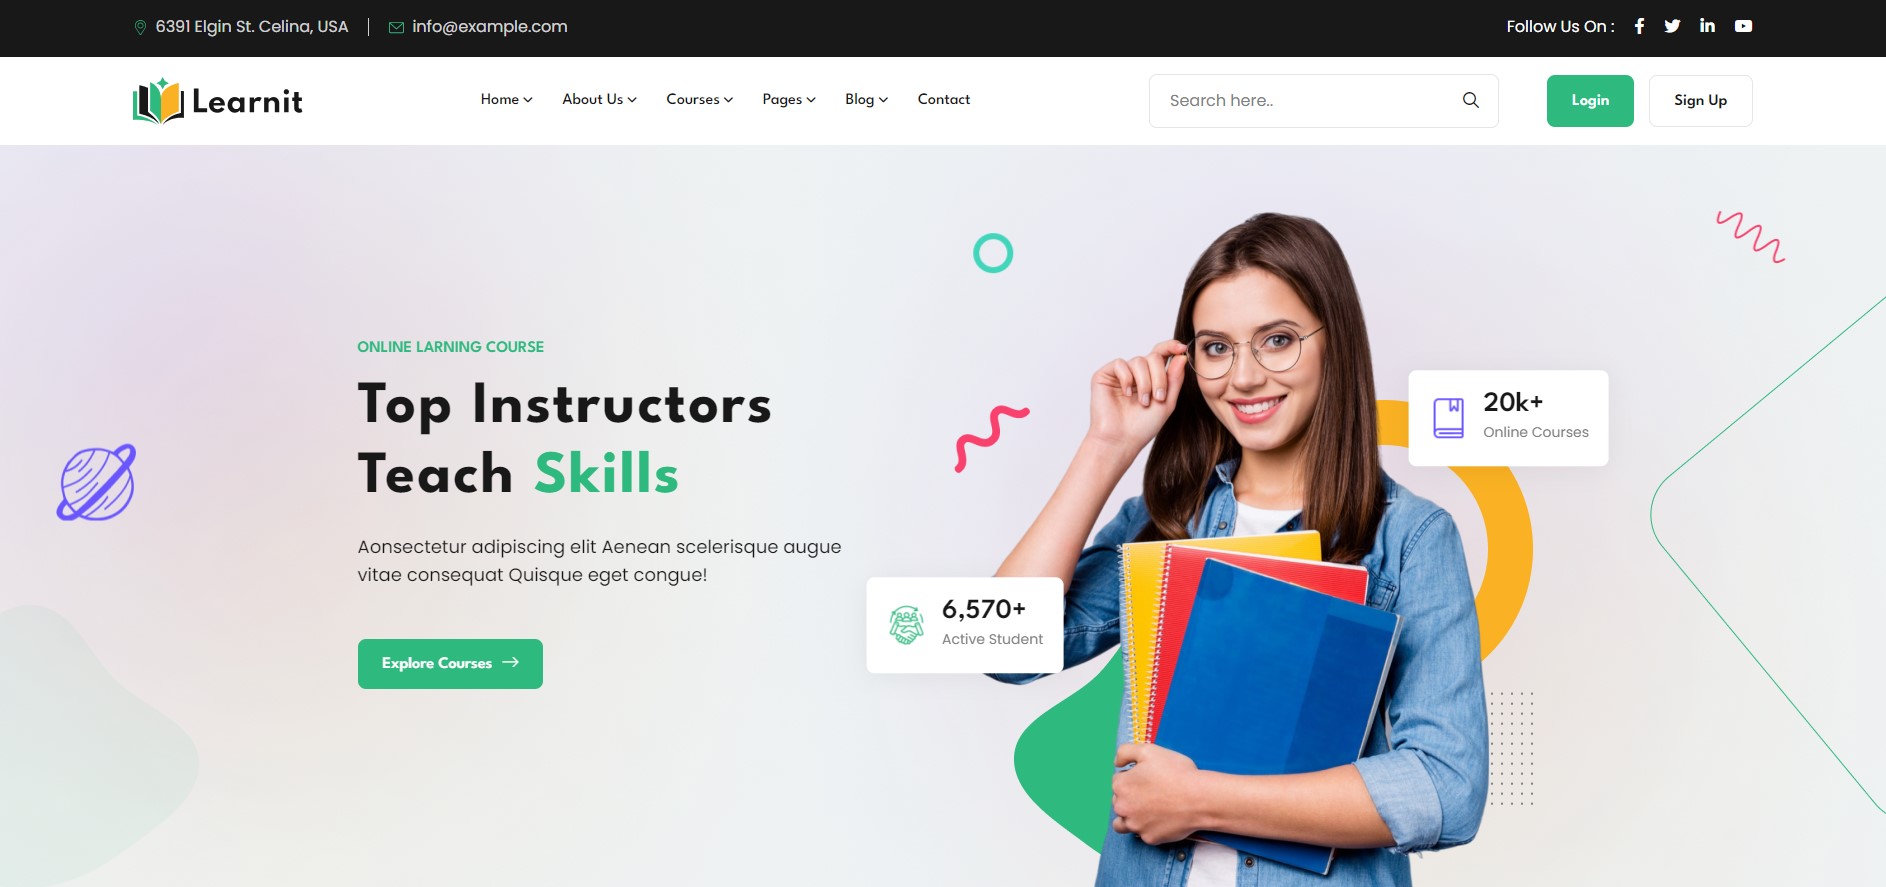 6391 Elgin St. Celina, USA
info@example.com
Follow Us On :
Learnit
Home
About Us
Courses
Pages
Blog
Contact
Search here..
Login
Sign Up
ONLINE LARNING COURSE
Top Instructors
Teach Skills
Aonsectetur adipiscing elit Aenean scelerisque augue
vitae consequat Quisque eget congue!
Explore Courses
20k+
Online Courses
6,570+
Active Student